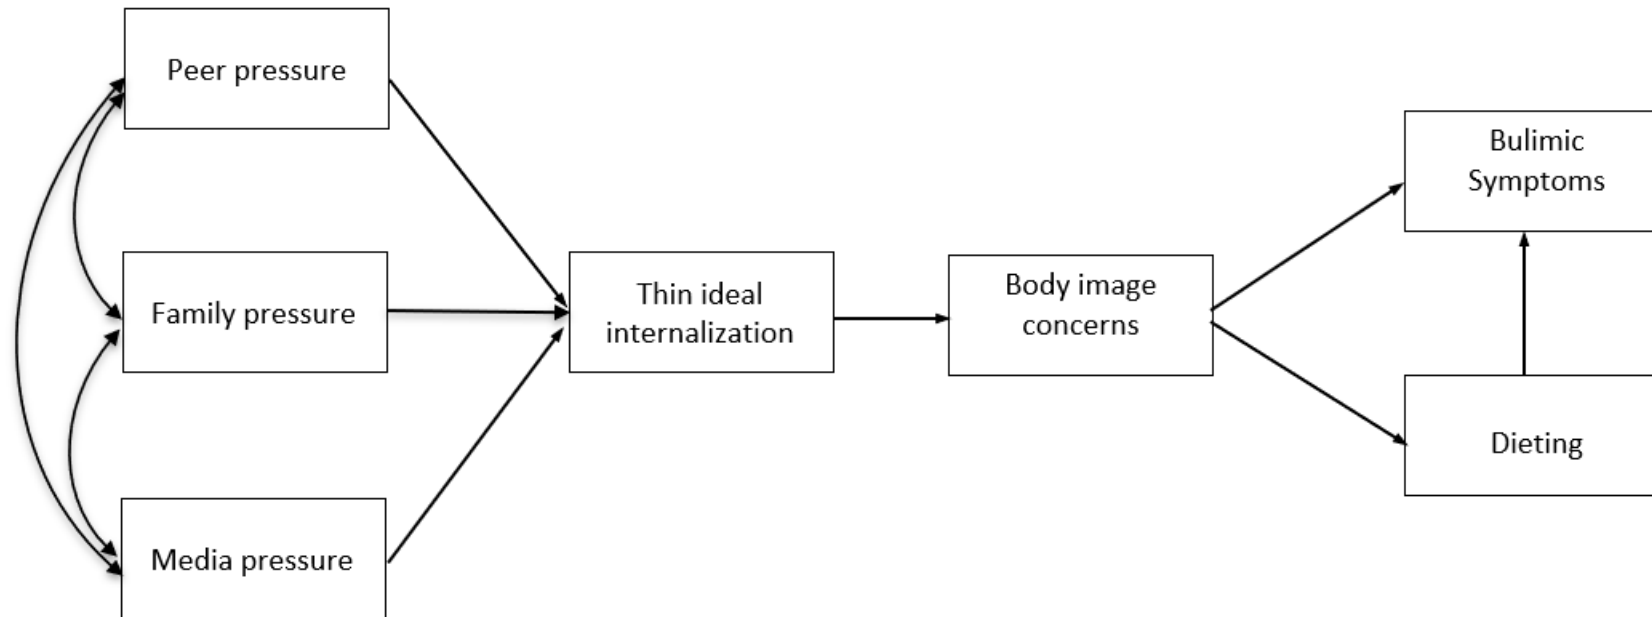 Peer pressure
Family pressure
Media pressure
Thin ideal
internalization
Body image
concerns
Bulimic
Symptoms
Dieting